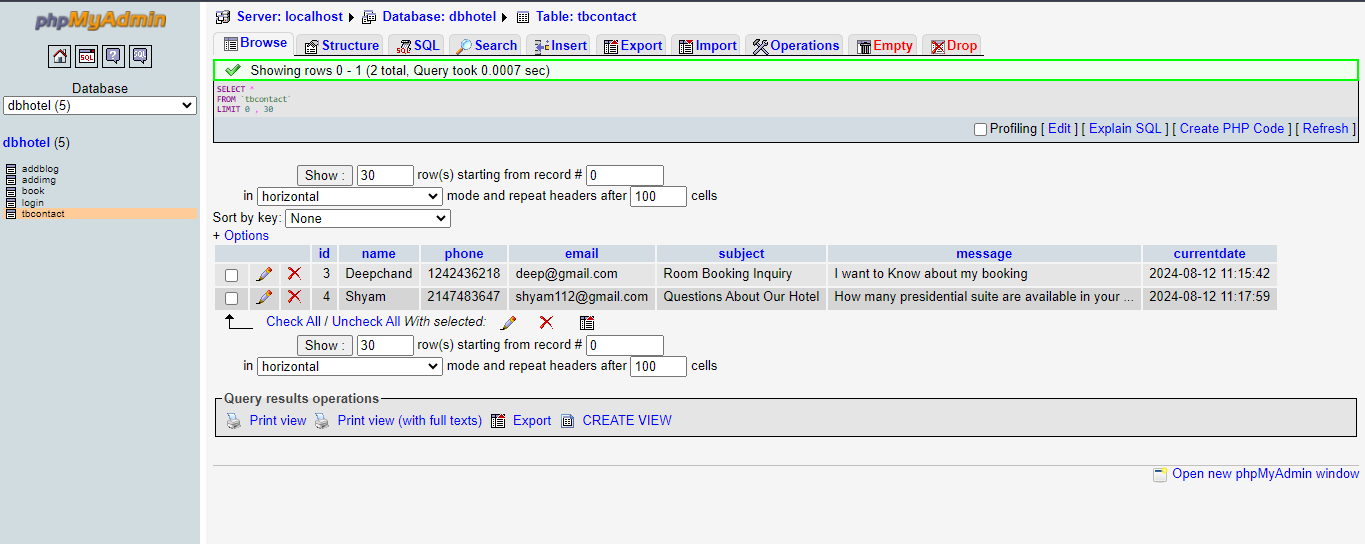 phpMyAdmin
Database
dbhotel (5)
dbhotel (5)
addblog
addimg
book
login
tbcontact
Server: localhost Database: dbhotel Table: tbcontact
Browse Structure SQL Search Insert Export Import Operations Empty Drop
Showing rows 0 - 1 (2 total, Query took 0.0007 sec)
SELECT *
FROM `tbcontact`
LIMIT 0 , 30
Profiling [ Edit ] [ Explain SQL ] [ Create PHP Code ] [ Refresh ]
Show : 30 row(s) starting from record # 0
in horizontal mode and repeat headers after 100 cells
Sort by key: None
+ Options
id name phone email subject message currentdate
3 Deepchand 1242436218 deep@gmail.com Room Booking Inquiry I want to Know about my booking 2024-08-12 11:15:42
4 Shyam 2147483647 shyam112@gmail.com Questions About Our Hotel How many presidential suite are available in your ... 2024-08-12 11:17:59
Check All / Uncheck All With selected:
Show : 30 row(s) starting from record # 0
in horizontal mode and repeat headers after 100 cells
Query results operations
Print view Print view (with full texts) Export CREATE VIEW
Open new phpMyAdmin window